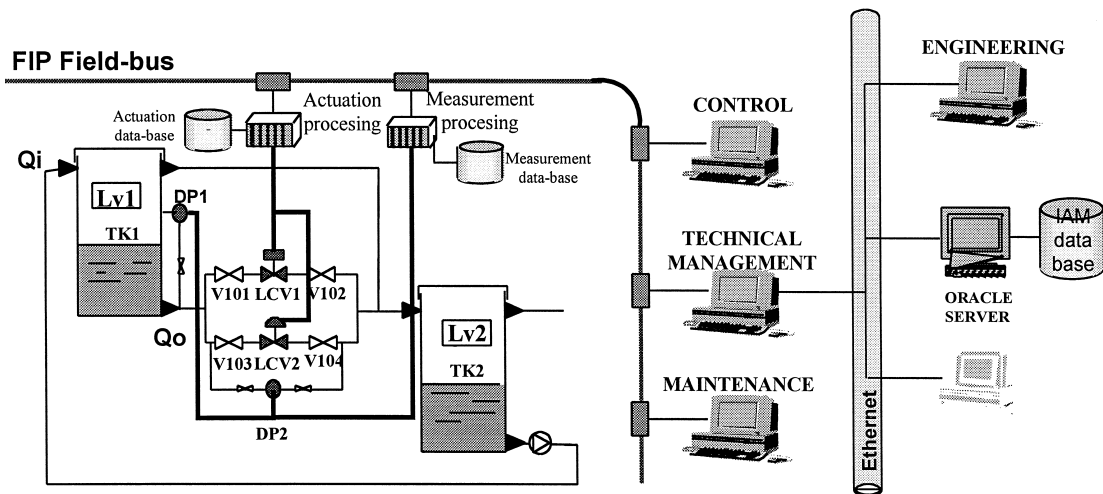 FIP Field-bus
ENGINEERING
Actuation
procesing
Measurement
procesing
Actuation
data-base
CONTROL
Measurement
data-base
Qi
DP1
Lv1
TK1
IAM
data
base
TECHNICAL
MANAGEMENT
V101 LCV1 V102
ORACLE
SERVER
Qo
Lv2
V103 LCV2 V104
TK2
MAINTENANCE
DP2
Ethernet